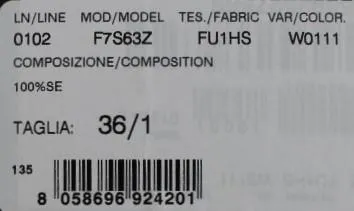 LN/LINE MOD/MODEL TES./FABRIC VAR/COLOR.
0102 F7S63Z FU1HS W0111
COMPOSIZIONE/COMPOSITION
100%SE
TAGLIA: 36/1
135
8 058696 924201